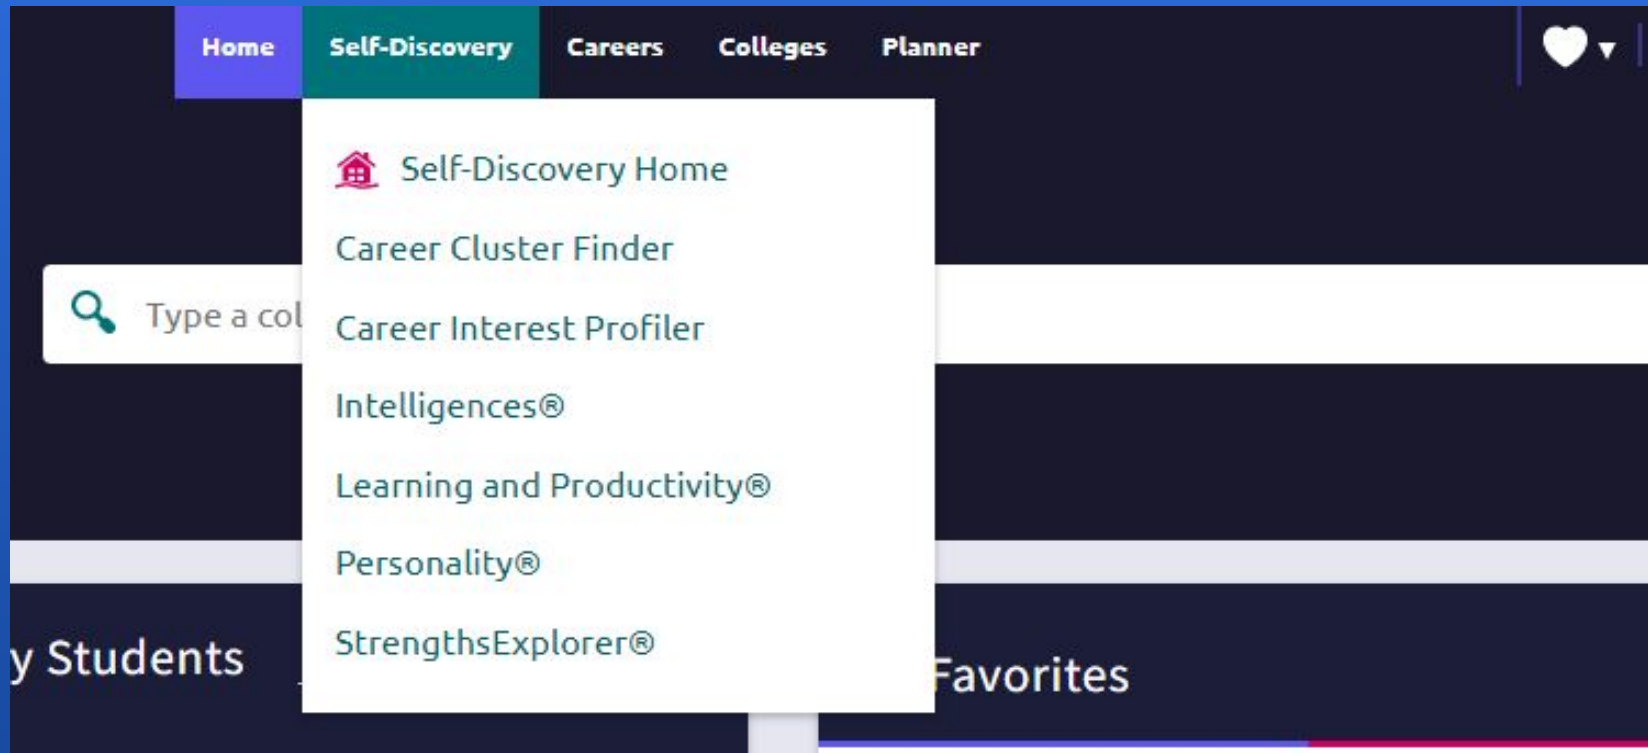 Home Self-Discovery Careers Colleges Planner
Self-Discovery Home
Career Cluster Finder
Type a col
Career Interest Profiler
Intelligences®
Learning and Productivity®
Personality®
StrengthsExplorer®
y Students
Favorites